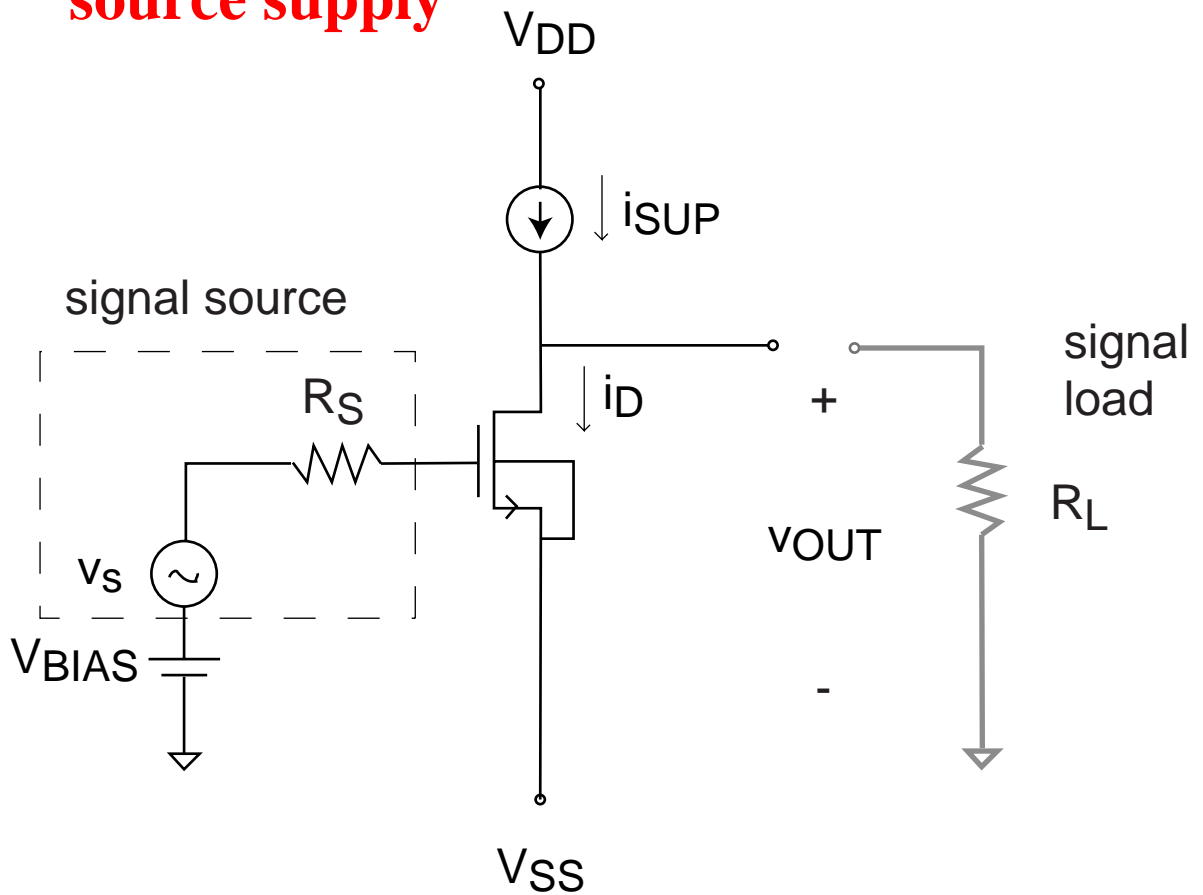 source supply
VDD
iSUP
signal source
signal
load
RS
iD
+
RL
vOUT
vs
VBIAS
-
VSS